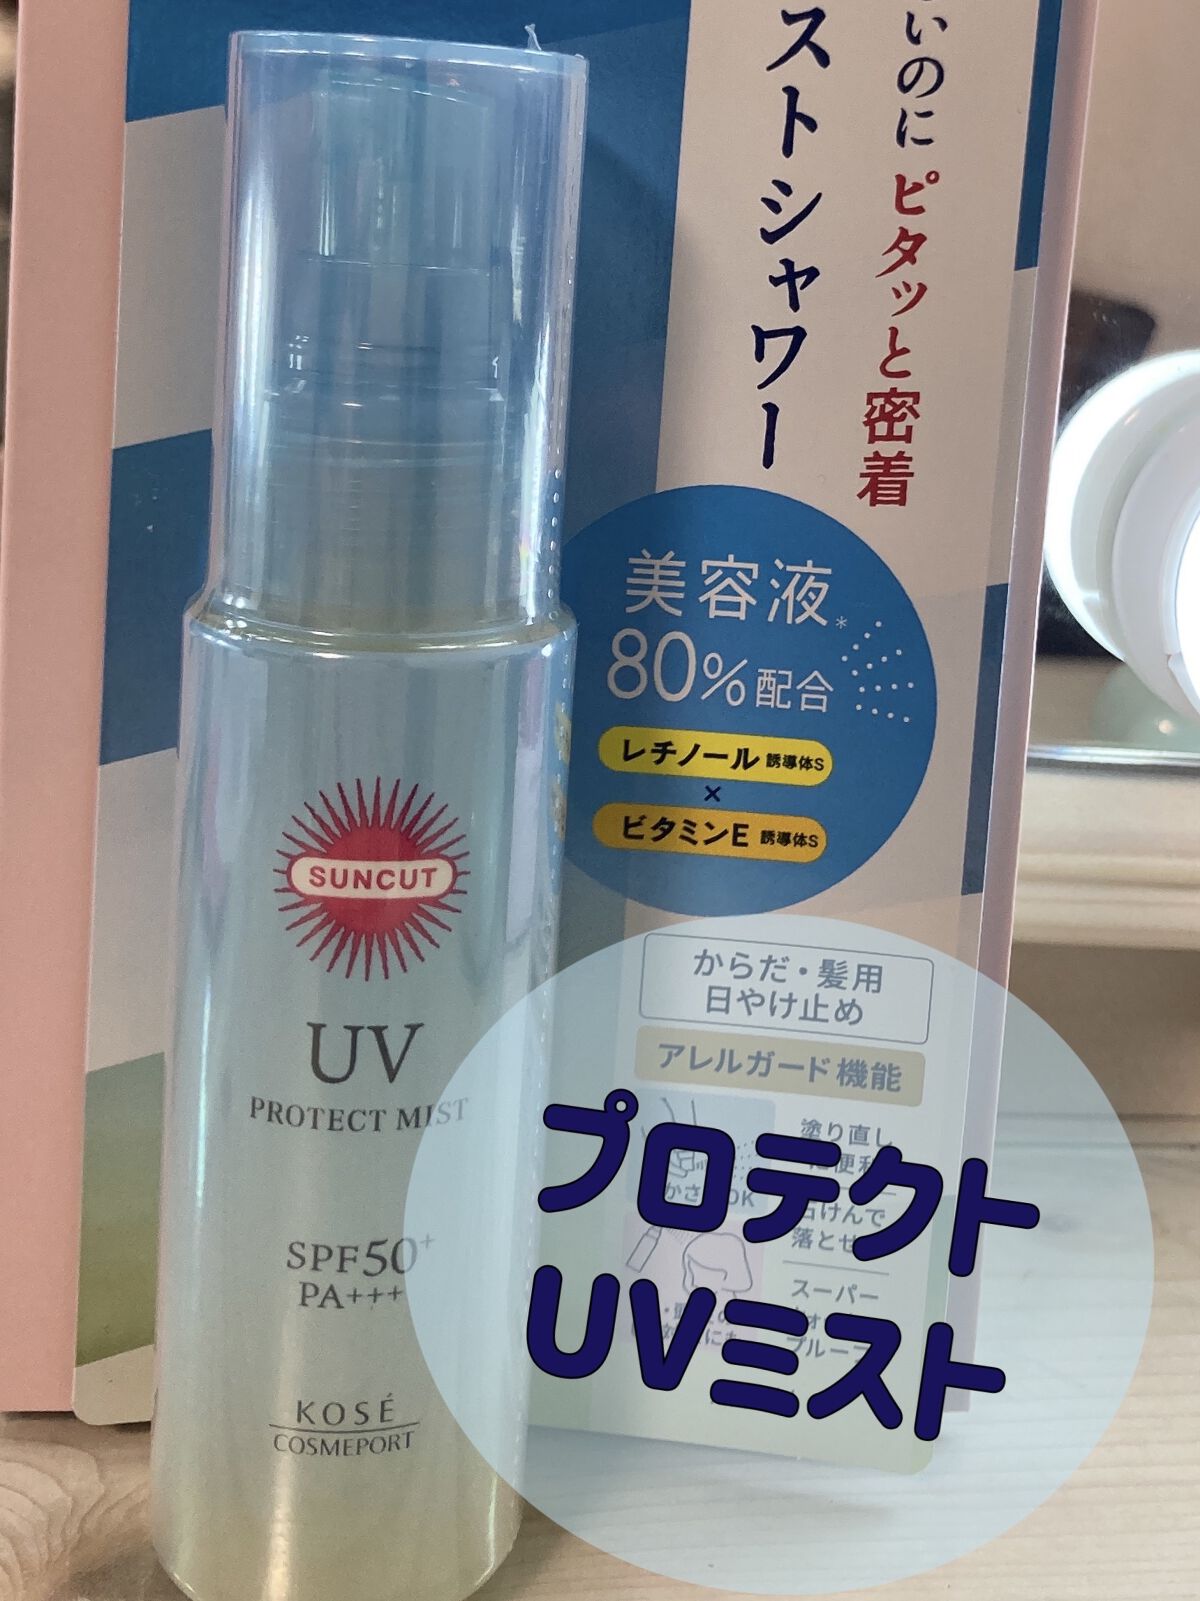 いのに ピタッと密着
ストシャワー
美容液*
80%配合
レチノール 誘導体S
×
ビタミンE 誘導体S
SUNCUT
UV
PROTECT MIST
SPF50+
PA+++
KOSÉ
COSMEPORT
からだ・髪用
日やけ止め
アレルガード機能
塗り直し
石けんで
スーパー
プロテクト
UVミスト